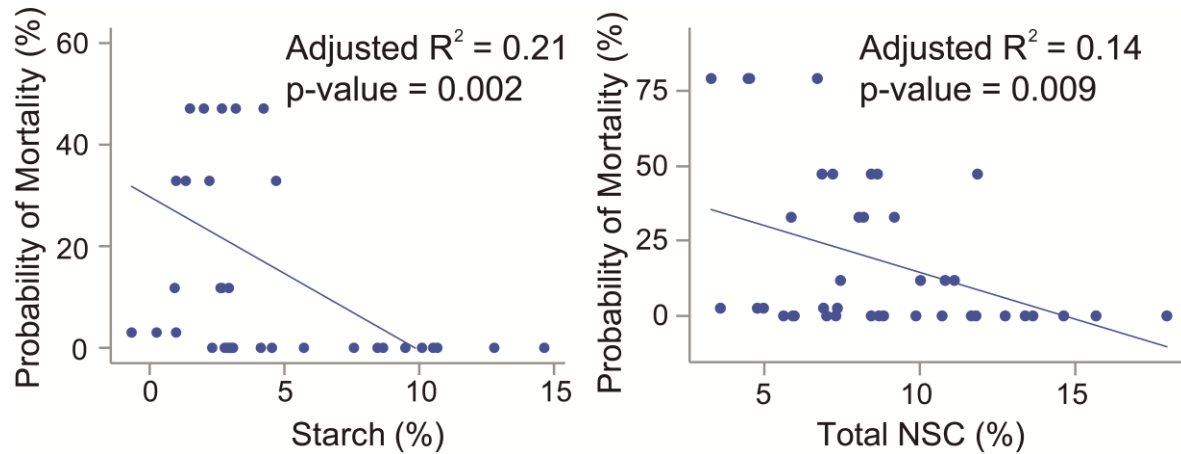 Probability of Mortality (%)
60
40
20
0
Adjusted R² = 0.21
p-value = 0.002
0 5 10 15
Starch (%)
Probability of Mortality (%)
75
50
25
0
Adjusted R² = 0.14
p-value = 0.009
5 10 15
Total NSC (%)